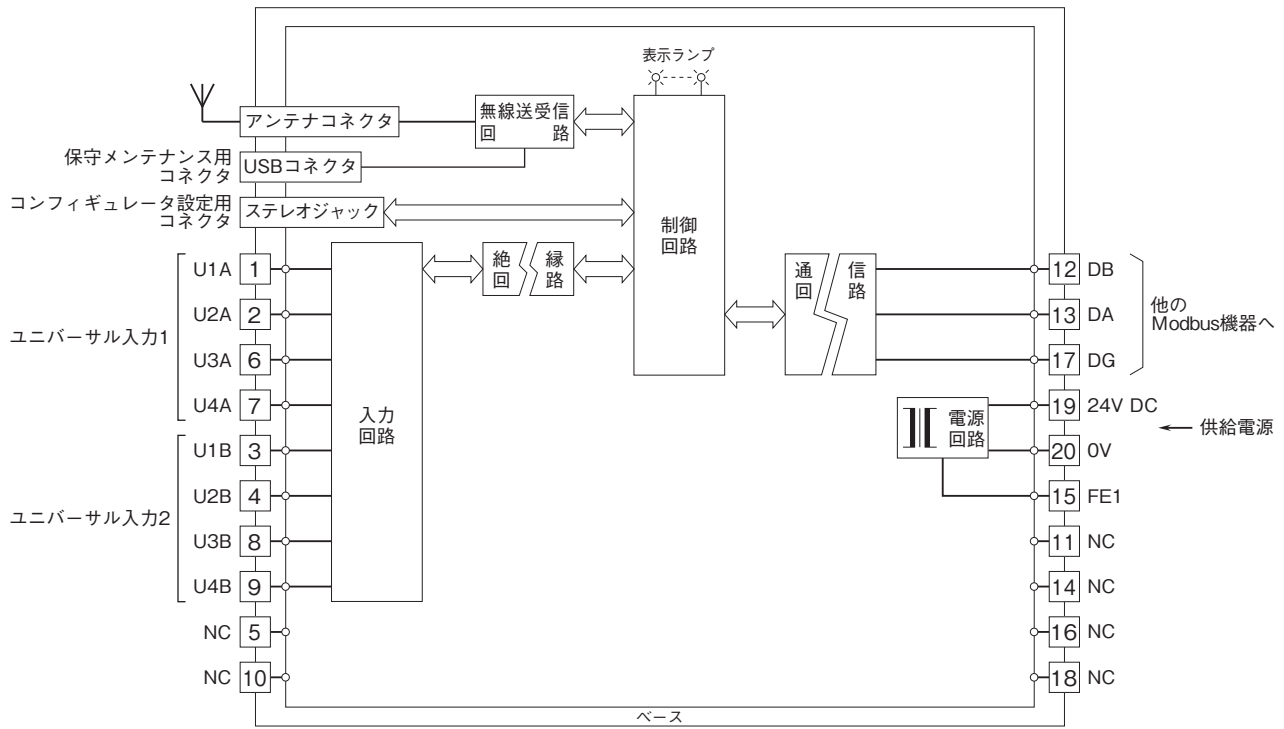 表示ランプ
アンテナコネクタ
無線送受信
回路
保守メンテナンス用
コネクタ
USBコネクタ
コンフィギュレータ設定用
コネクタ
ステレオジャック
制御
回路
絶縁
回路
通信
回路
入力
回路
ユニバーサル入力1
U1A 1
U2A 2
U3A 6
U4A 7
ユニバーサル入力2
U1B 3
U2B 4
U3B 8
U4B 9
NC 5
NC 10
12 DB
13 DA
17 DG
他の
Modbus機器へ
電源
回路
19 24V DC
20 0V
供給電源
15 FE1
11 NC
14 NC
16 NC
18 NC
ベース